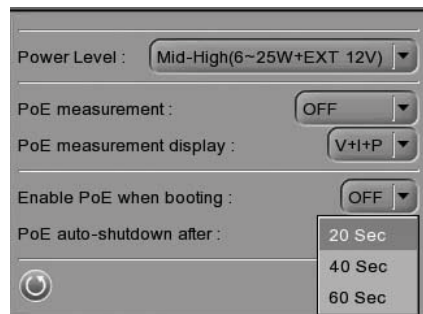 Power Level : Mid-High(6~25W+EXT 12V)
PoE measurement : OFF
PoE measurement display : V+I+P
Enable PoE when booting : OFF
PoE auto-shutdown after : 20 Sec
40 Sec
60 Sec